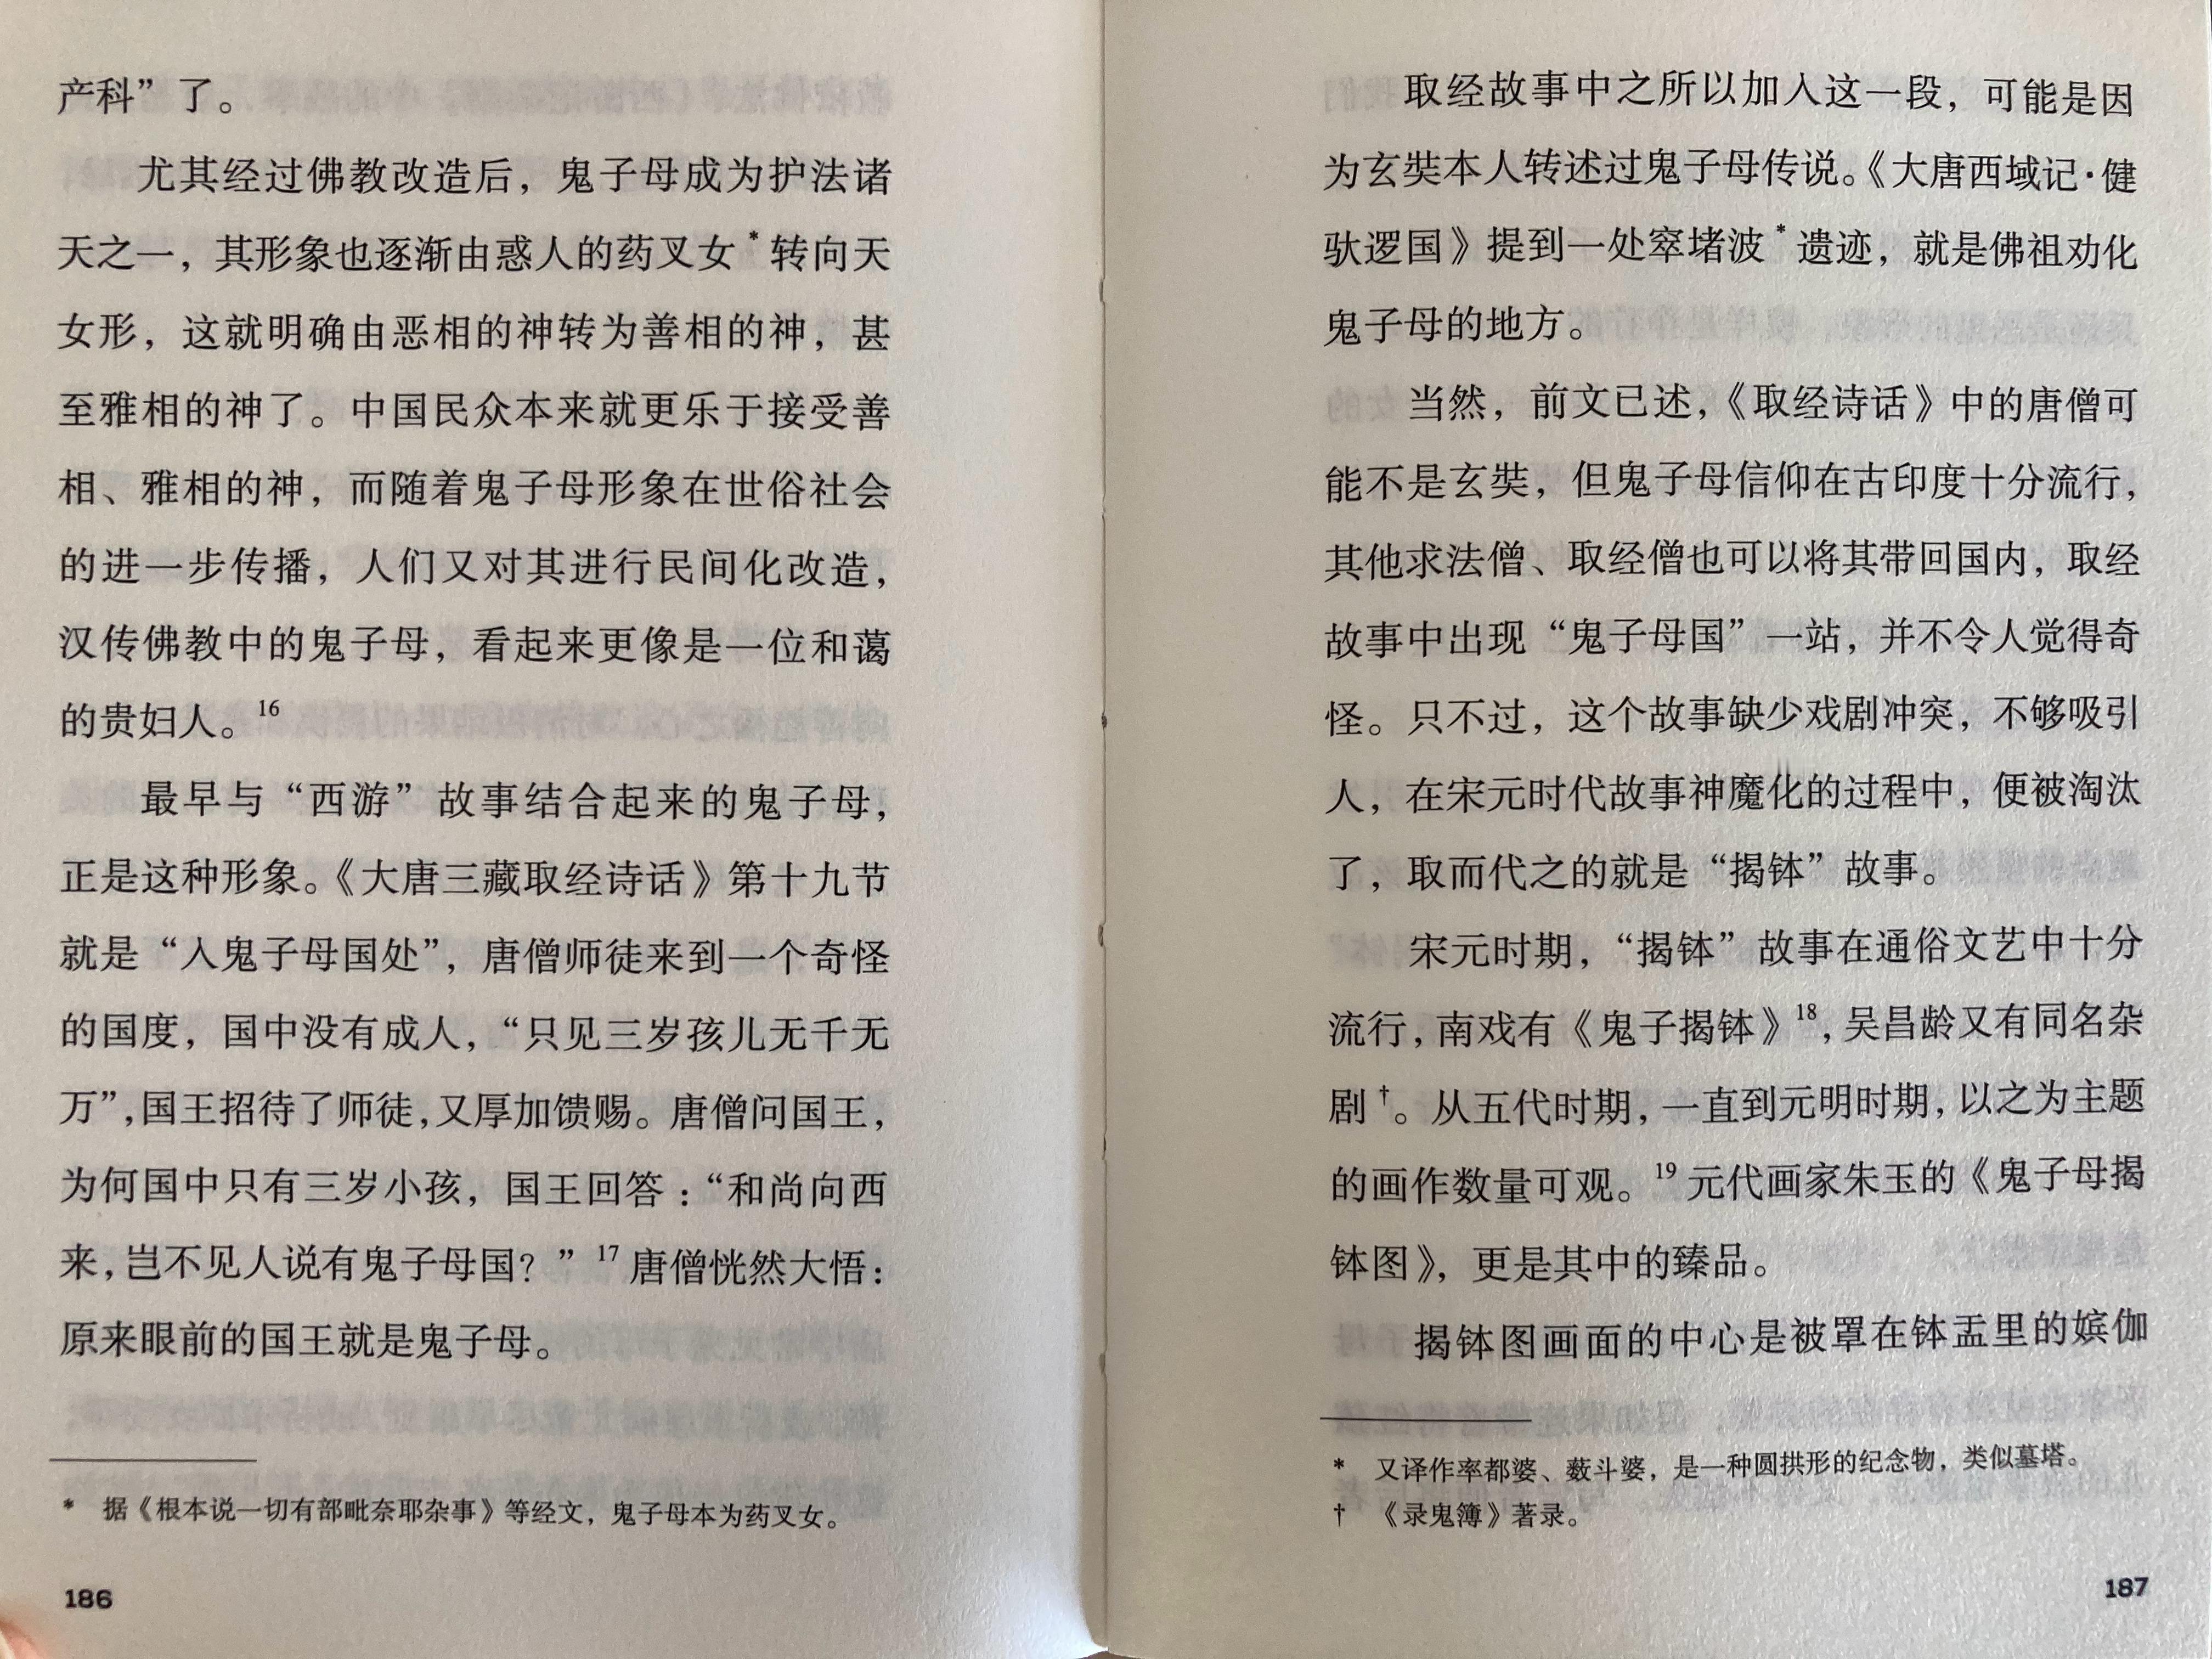 产科”了。
尤其经过佛教改造后，鬼子母成为护法诸
天之一，其形象也逐渐由惑人的药叉女*转向天
女形，这就明确由恶相的神转为善相的神，甚
至雅相的神了。中国民众本来就更乐于接受善
相、雅相的神，而随着鬼子母形象在世俗社会
的进一步传播，人们又对其进行民间化改造，
汉传佛教中的鬼子母，看起来更像是一位和蔼
的贵妇人。16
最早与“西游”故事结合起来的鬼子母，
正是这种形象。《大唐三藏取经诗话》第十九节
就是“入鬼子母国处”，唐僧师徒来到一个奇怪
的国度，国中没有成人，“只见三岁孩儿无千无
万”，国王招待了师徒，又厚加馈赐。唐僧问国王，
为何国中只有三岁小孩，国王回答：“和尚向西
来，岂不见人说有鬼子母国？”17唐僧恍然大悟：
原来眼前的国王就是鬼子母。
* 据《根本说一切有部毗奈耶杂事》等经文，鬼子母本为药叉女。
186
取经故事中之所以加入这一段，可能是因
为玄奘本人转述过鬼子母传说。《大唐西域记·健
驮逻国》提到一处窣堵波*遗迹，就是佛祖劝化
鬼子母的地方。
当然，前文已述，《取经诗话》中的唐僧可
能不是玄奘，但鬼子母信仰在古印度十分流行，
其他求法僧、取经僧也可以将其带回国内，取经
故事中出现“鬼子母国”一站，并不令人觉得奇
怪。只不过，这个故事缺少戏剧冲突，不够吸引
人，在宋元时代故事神魔化的过程中，便被淘汰
了，取而代之的就是“揭钵”故事。
宋元时期，“揭钵”故事在通俗文艺中十分
流行，南戏有《鬼子揭钵》18，吴昌龄又有同名杂
剧†。从五代时期，一直到元明时期，以之为主题
的画作数量可观。19元代画家朱玉的《鬼子母揭
钵图》，更是其中的臻品。
揭钵图画面的中心是被罩在钵盂里的嫔伽
* 又译作率都婆、薮斗婆，是一种圆拱形的纪念物，类似墓塔。
† 《录鬼簿》著录。
187